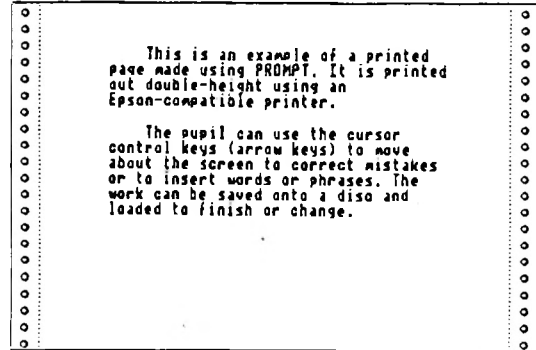 This is an example of a printed
page made using PROMPT. It is printed
out double-height using an
Epson-compatible printer.
The pupil can use the cursor
control keys (arrow keys) to move
about the screen to correct mistakes
or to insert words or phrases. The
work can be saved onto a disc and
loaded to finish or change.